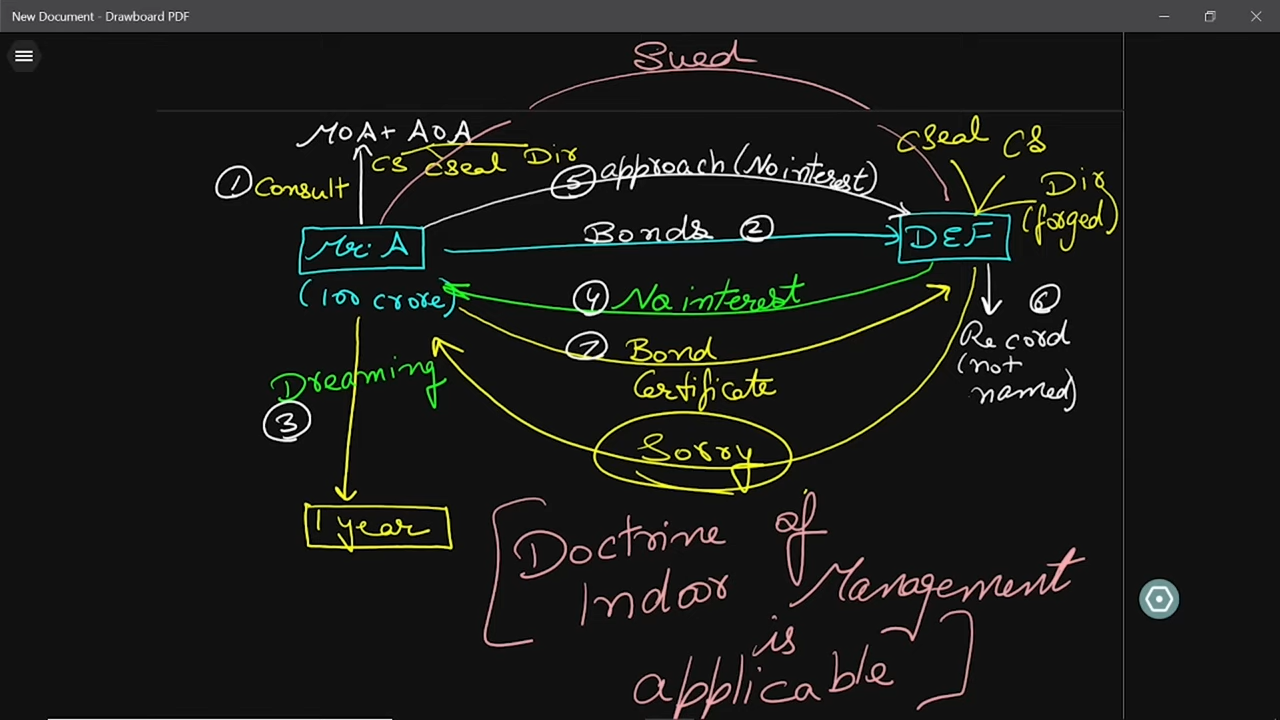 New Document - Drawboard PDF
Sued
MOA + AOA
CS CSeal Dir
① Consult
⑤ approach (No interest)
CSeal CS
Dir
(forged)
Mr. A
Bonds ②
DEF
(100 crore)
④ No interest
⑥
Record
(not
named)
⑦ Bond
Certificate
Dreaming
③
Sorry
1 year
[Doctrine of
Indoor Management
is
applicable]